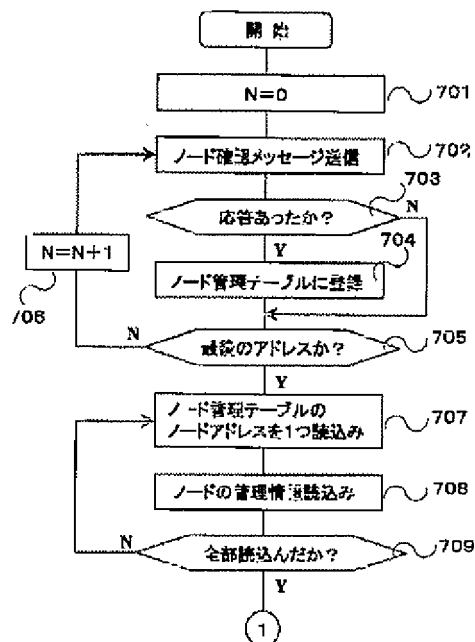 開始
N=0
701
ノード確認メッセージ送信
702
703
応答あったか?
N
Y
704
N=N+1
706
ノード管理テーブルに登録
最後のアドレスか?
705
N
Y
ノード管理テーブルの
ノードアドレスを1つ読込み
707
ノードの管理情報読込み
708
全部読込んだか?
709
N
Y
1